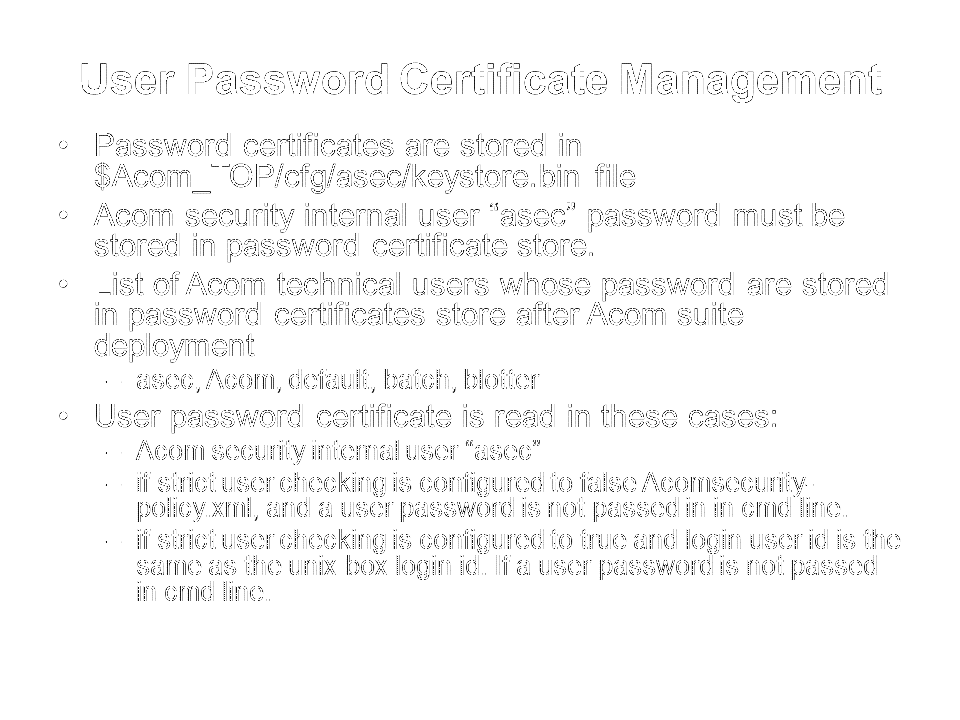 User Password Certificate Management
• Password certificates are stored in
$Acom_TOP/cfg/asec/keystore.bin file
• Acom security internal user “asec” password must be
stored in password certificate store.
• List of Acom technical users whose password are stored
in password certificates store after Acom suite
deployment
– asec, Acom, default, batch, blotter
• User password certificate is read in these cases:
– Acom security internal user “asec”
– if strict user checking is configured to false Acomsecurity-
policy.xml, and a user password is not passed in in cmd line.
– if strict user checking is configured to true and login user id is the
same as the unix box login id. If a user password is not passed
in cmd line.